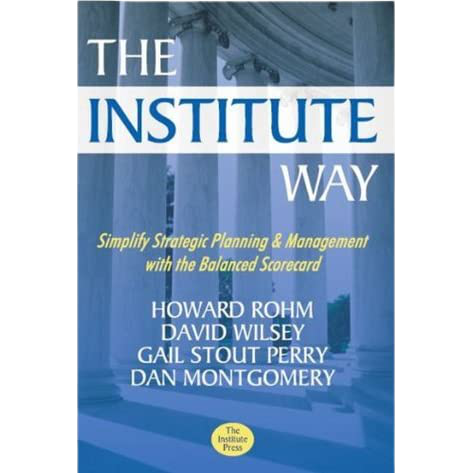 THE
INSTITUTE
WAY
Simplify Strategic Planning & Management
with the Balanced Scorecard
HOWARD ROHM
DAVID WILSEY
GAIL STOUT PERRY
DAN MONTGOMERY
The
Institute
Press